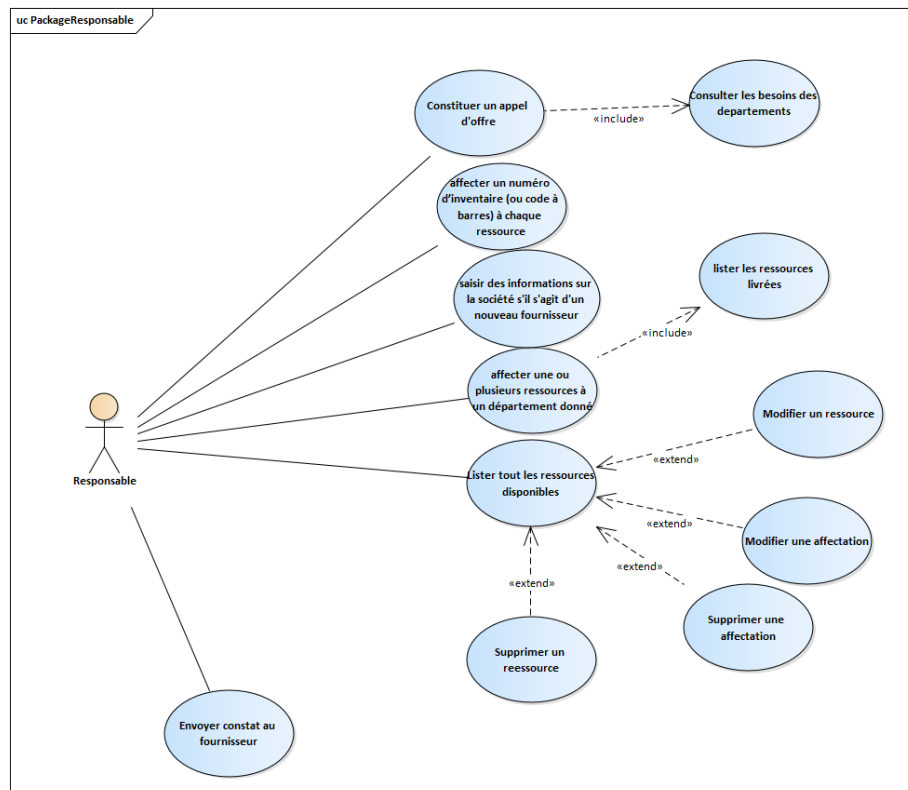 uc PackageResponsable
Constituer un appel
d'offre
«include»
Consulter les besoins des
departements
affecter un numéro
d'inventaire (ou code à
barres) à chaque
ressource
saisir des informations sur
la société s'il s'agit d'un
nouveau fournisseur
lister les ressources
livrées
«include»
affecter une ou
plusieurs ressources à
un département donné
Modifier un ressource
«extend»
Responsable
Lister tout les ressources
disponibles
«extend»
Modifier une affectation
«extend»
«extend»
Supprimer une
affectation
Supprimer un
reessource
Envoyer constat au
fournisseur